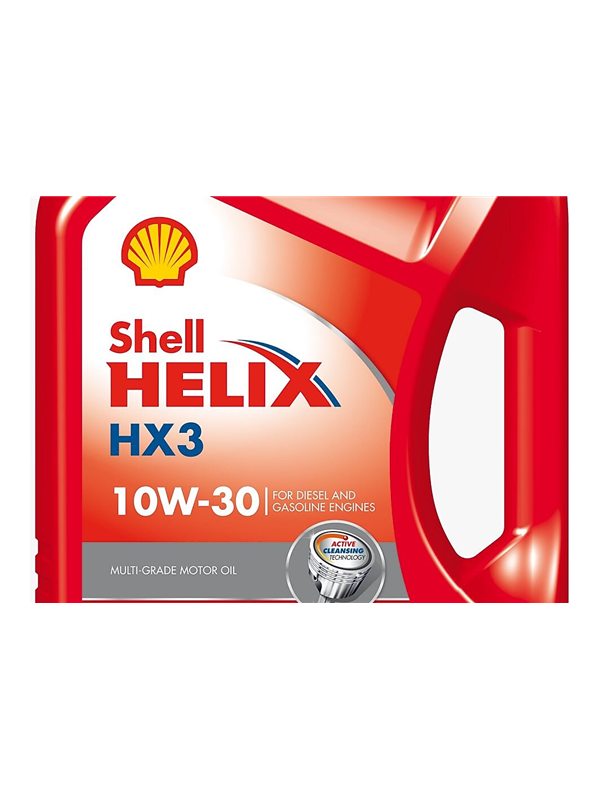 Shell
HELIX
HX3
10W-30
FOR DIESEL AND
GASOLINE ENGINES
ACTIVE
CLEANSING
TECHNOLOGY
MULTI-GRADE MOTOR OIL